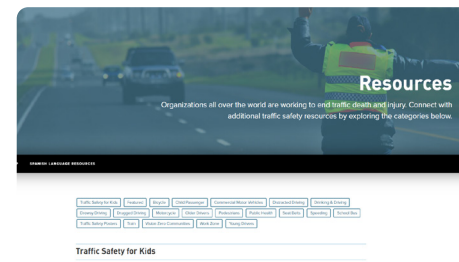 Resources
Organizations all over the world are working to end traffic death and injury. Connect with
additional traffic safety resources by exploring the categories below.
SPANISH LANGUAGE RESOURCES
Traffic Safety for Kids Featured Bicycle Child Passenger Commercial Motor Vehicles Distracted Driving Drinking & Driving
Drowsy Driving Drugged Driving Motorcycle Older Drivers Pedestrians Public Health Seat Belts Speeding School Bus
Traffic Safety Posters Train Vision Zero Communities Work Zone Young Drivers
Traffic Safety for Kids